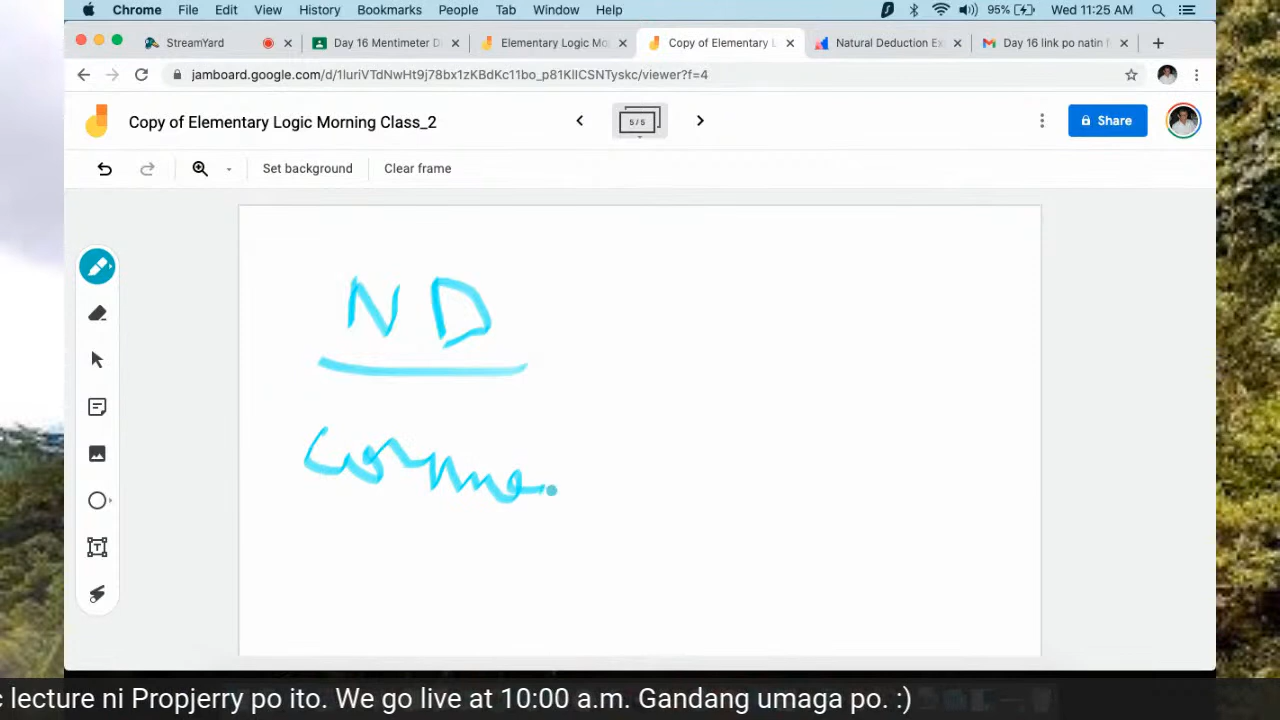 Chrome File Edit View History Bookmarks People Tab Window Help 95% Wed 11:25 AM
StreamYard Day 16 Mentimeter D Elementary Logic Mo Copy of Elementary L Natural Deduction Ex Day 16 link po natin f
jamboard.google.com/d/1luriVTdNwHt9j78bx1zKBdKc11bo_p81KlICSNTyskc/viewer?f=4
Copy of Elementary Logic Morning Class_2 5/5 Share
Set background Clear frame
N D
c lecture ni Propjerry po ito. We go live at 10:00 a.m. Gandang umaga po. :)